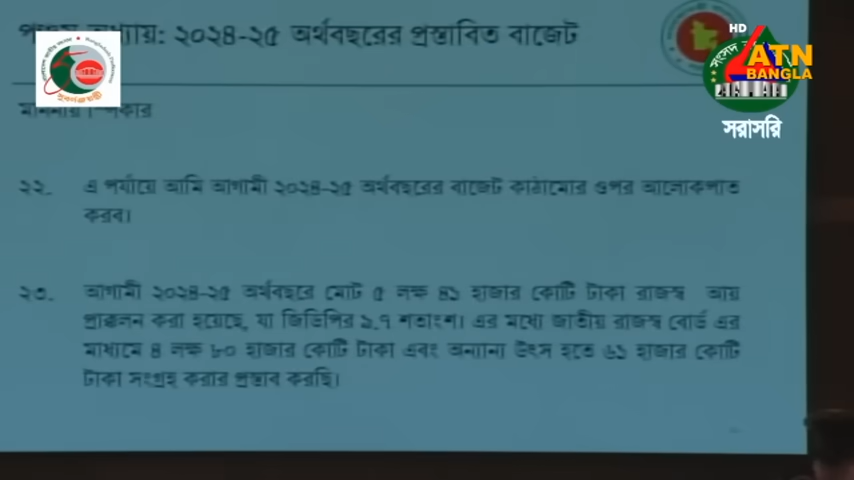 অধ্যায়: ২০২৪-২৫ অর্থবছরের প্রস্তাবিত বাজেট
HD
ATN
BANGLA
সরাসরি
মাননীয় স্পিকার
২২. এ পর্যায়ে আমি আগামী ২০২৪-২৫ অর্থবছরের বাজেট কাঠামোর ওপর আলোকপাত
করব।
২৩. আগামী ২০২৪-২৫ অর্থবছরে মোট ৫ লক্ষ ৪১ হাজার কোটি টাকা রাজস্ব আয়
প্রাক্কলন করা হয়েছে, যা জিডিপির ৯.৭ শতাংশ। এর মধ্যে জাতীয় রাজস্ব বোর্ড এর
মাধ্যমে ৪ লক্ষ ৮০ হাজার কোটি টাকা এবং অন্যান্য উৎস হতে ৬১ হাজার কোটি
টাকা সংগ্রহ করার প্রস্তাব করছি।